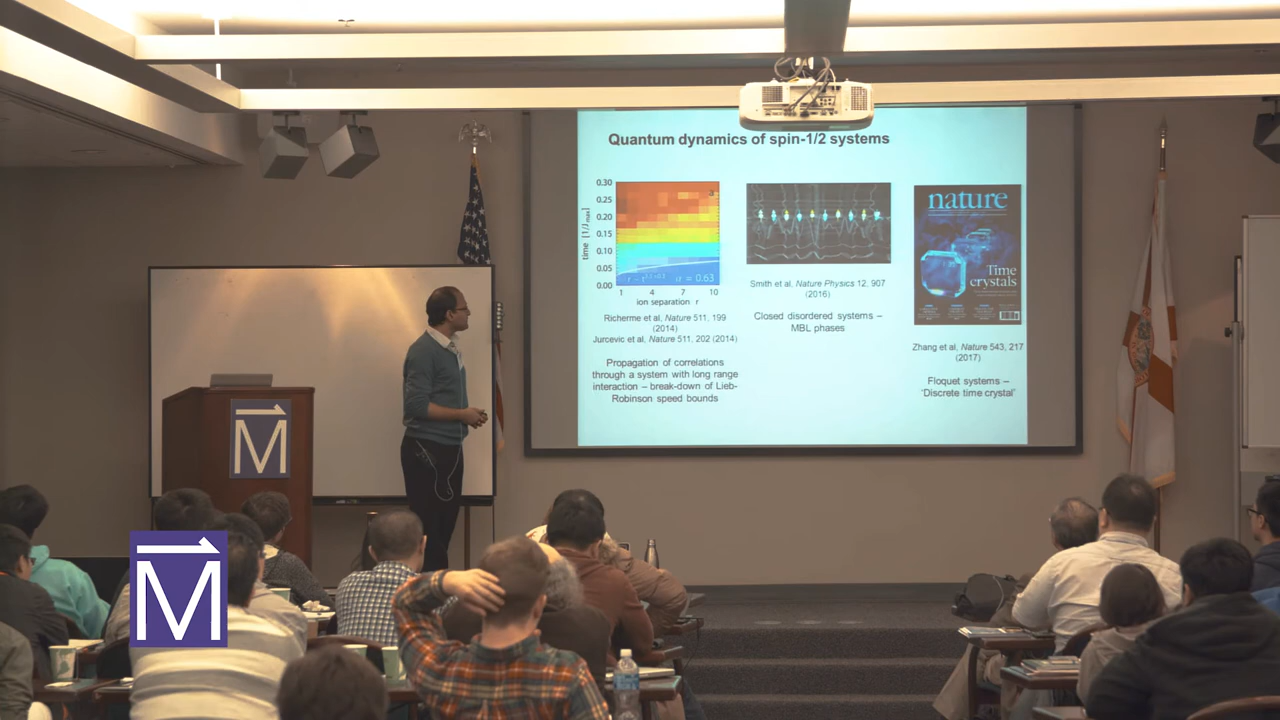 Quantum dynamics of spin-1/2 systems
0.30
0.25
0.20
0.15
0.10
0.05
0.00
time [1/Jmax]
1 4 7 10
ion separation r
Richerme et al, Nature 511, 199
(2014)
Jurcevic et al, Nature 511, 202 (2014)
Propagation of correlations
through a system with long range
interaction – break-down of Lieb-
Robinson speed bounds
Smith et al, Nature Physics 12, 907
(2016)
Closed disordered systems –
MBL phases
nature
Time
crystals
Zhang et al, Nature 543, 217
(2017)
Floquet systems –
'Discrete time crystal'
M
M